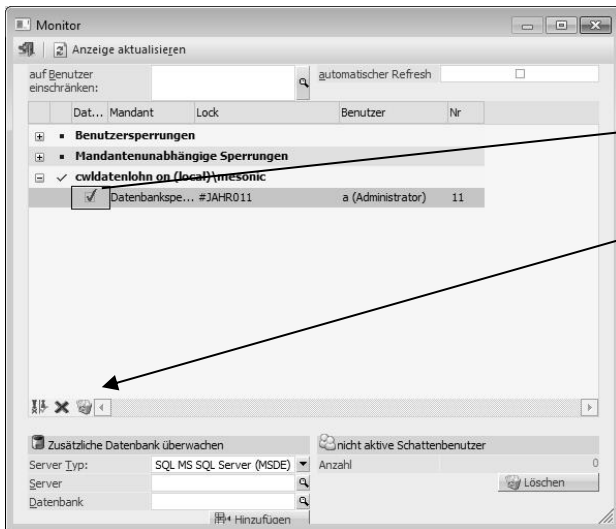 Monitor
Anzeige aktualisieren
auf Benutzer einschränken:
automatischer Refresh
Dat... Mandant Lock Benutzer Nr
Benutzersperrungen
Mandantenunabhängige Sperrungen
cwldatenlohn on (local)\mesonic
Datenbankspe... #JAHR011 a (Administrator) 11
Zusätzliche Datenbank überwachen
nicht aktive Schattenbenutzer
Server Typ: SQL MS SQL Server (MSDE)
Anzahl 0
Server
Löschen
Datenbank
Hinzufügen